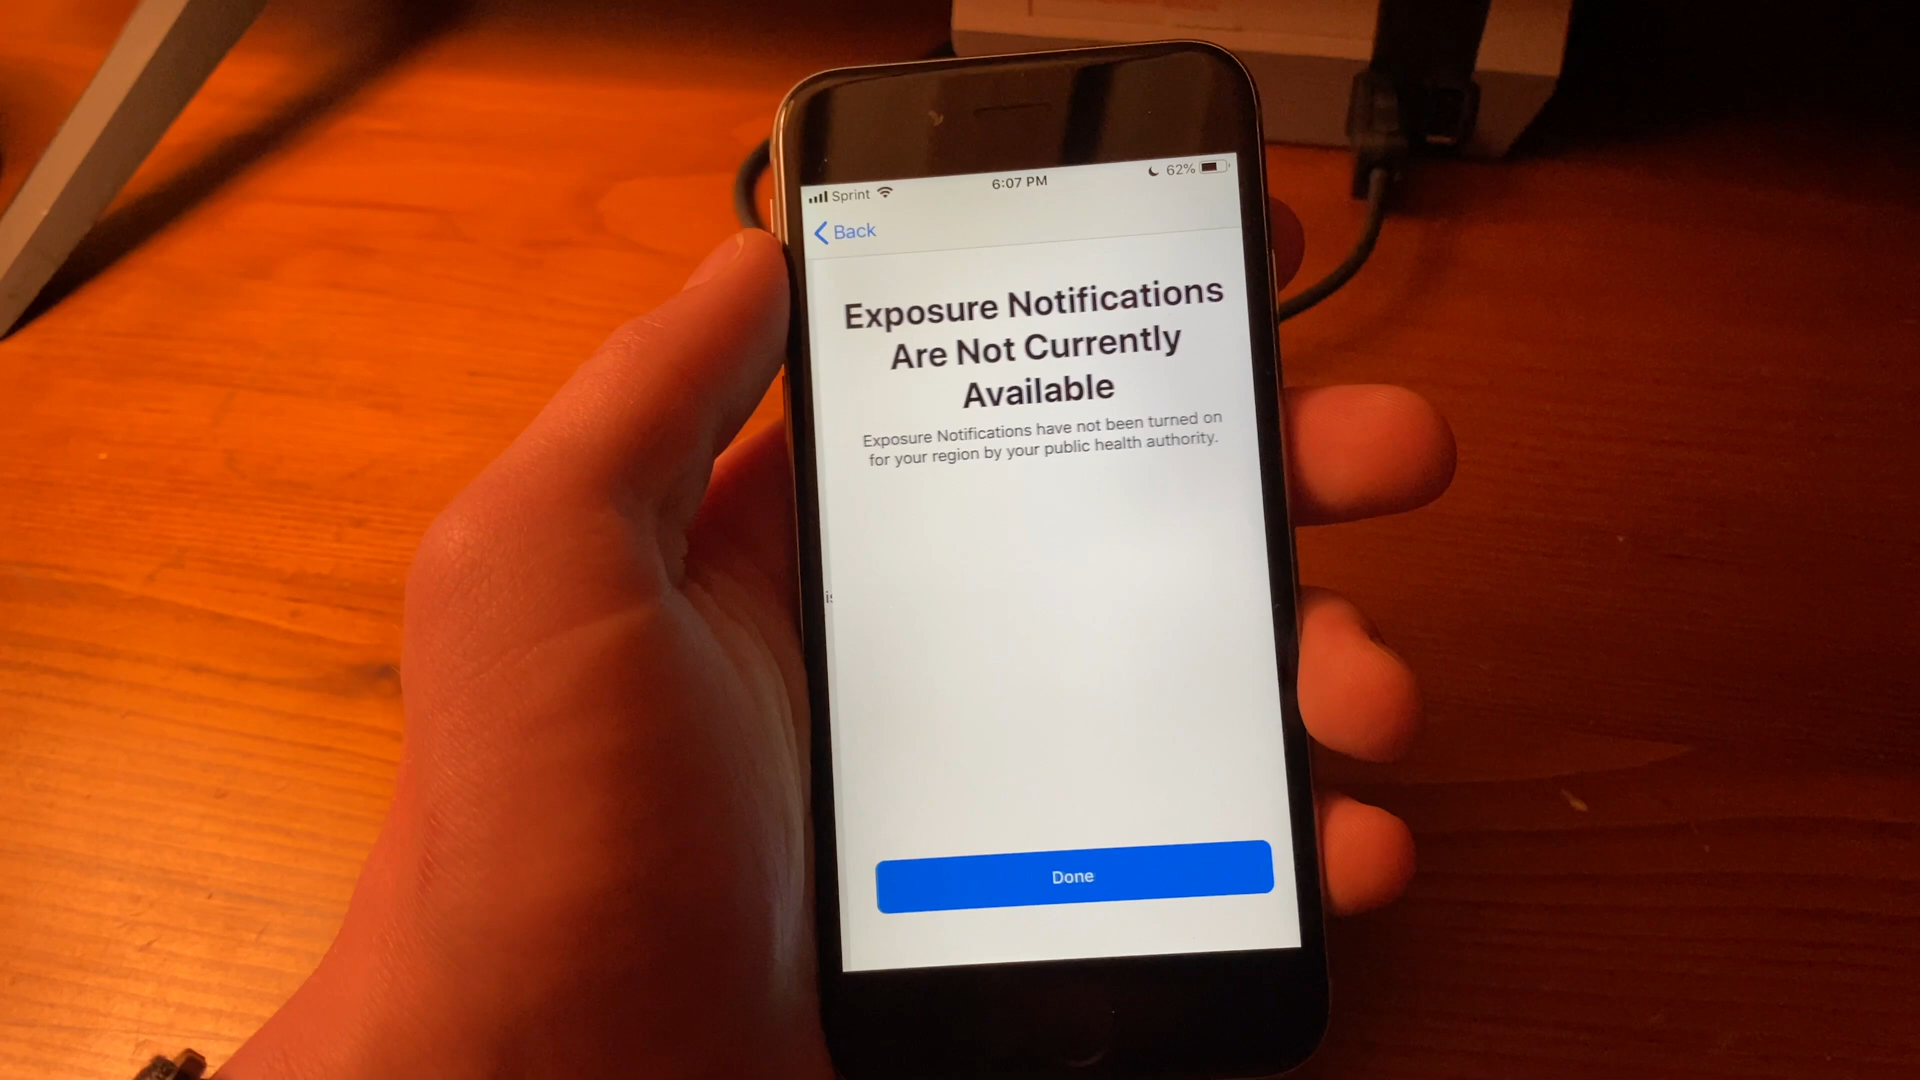 Sprint 6:07 PM 62%
Back
Exposure Notifications
Are Not Currently
Available
Exposure Notifications have not been turned on
for your region by your public health authority.
Done